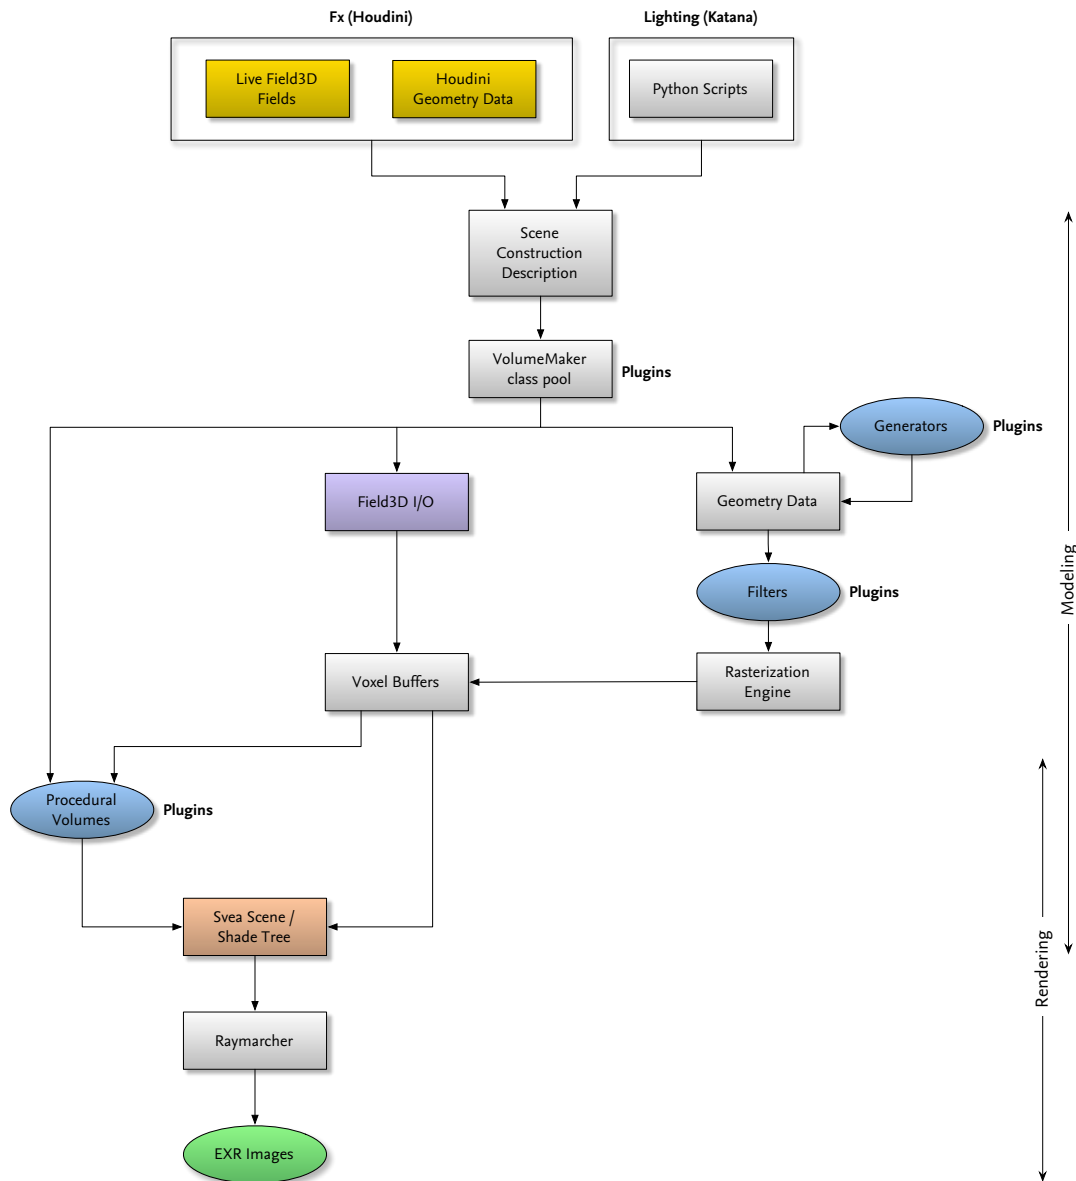 Fx (Houdini)
Lighting (Katana)
Live Field3D
Fields
Houdini
Geometry Data
Python Scripts
Scene
Construction
Description
VolumeMaker
class pool
Plugins
Generators
Plugins
Field3D I/O
Geometry Data
Filters
Plugins
Modeling
Voxel Buffers
Rasterization
Engine
Procedural
Volumes
Plugins
Svea Scene /
Shade Tree
Rendering
Raymarcher
EXR Images